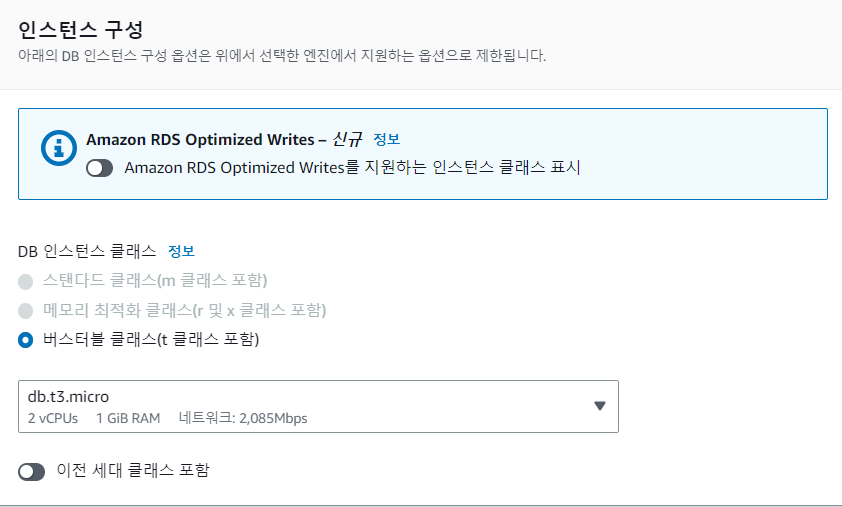 인스턴스 구성
아래의 DB 인스턴스 구성 옵션은 위에서 선택한 엔진에서 지원하는 옵션으로 제한됩니다.
Amazon RDS Optimized Writes – 신규 정보
Amazon RDS Optimized Writes를 지원하는 인스턴스 클래스 표시
DB 인스턴스 클래스 정보
스탠다드 클래스(m 클래스 포함)
메모리 최적화 클래스(r 및 x 클래스 포함)
버스터블 클래스(t 클래스 포함)
db.t3.micro
2 vCPUs 1 GiB RAM 네트워크: 2,085Mbps
이전 세대 클래스 포함